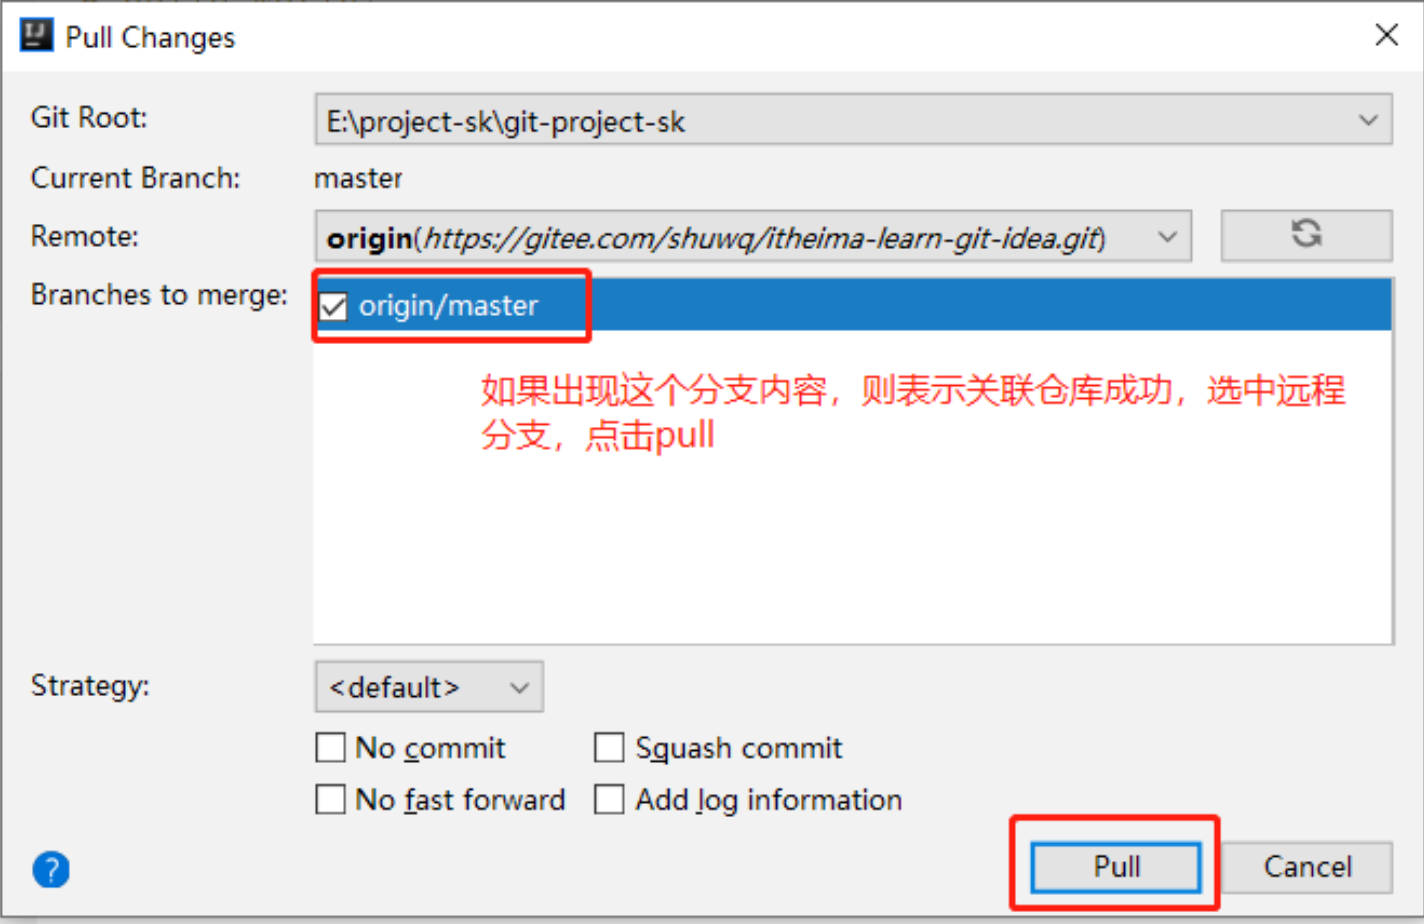 Pull Changes
Git Root:
E:\project-sk\git-project-sk
Current Branch:
master
Remote:
origin(https://gitee.com/shuwq/itheima-learn-git-idea.git)
Branches to merge:
origin/master
如果出现这个分支内容，则表示关联仓库成功，选中远程
分支，点击pull
Strategy:
<default>
No commit
Squash commit
No fast forward
Add log information
?
Pull
Cancel